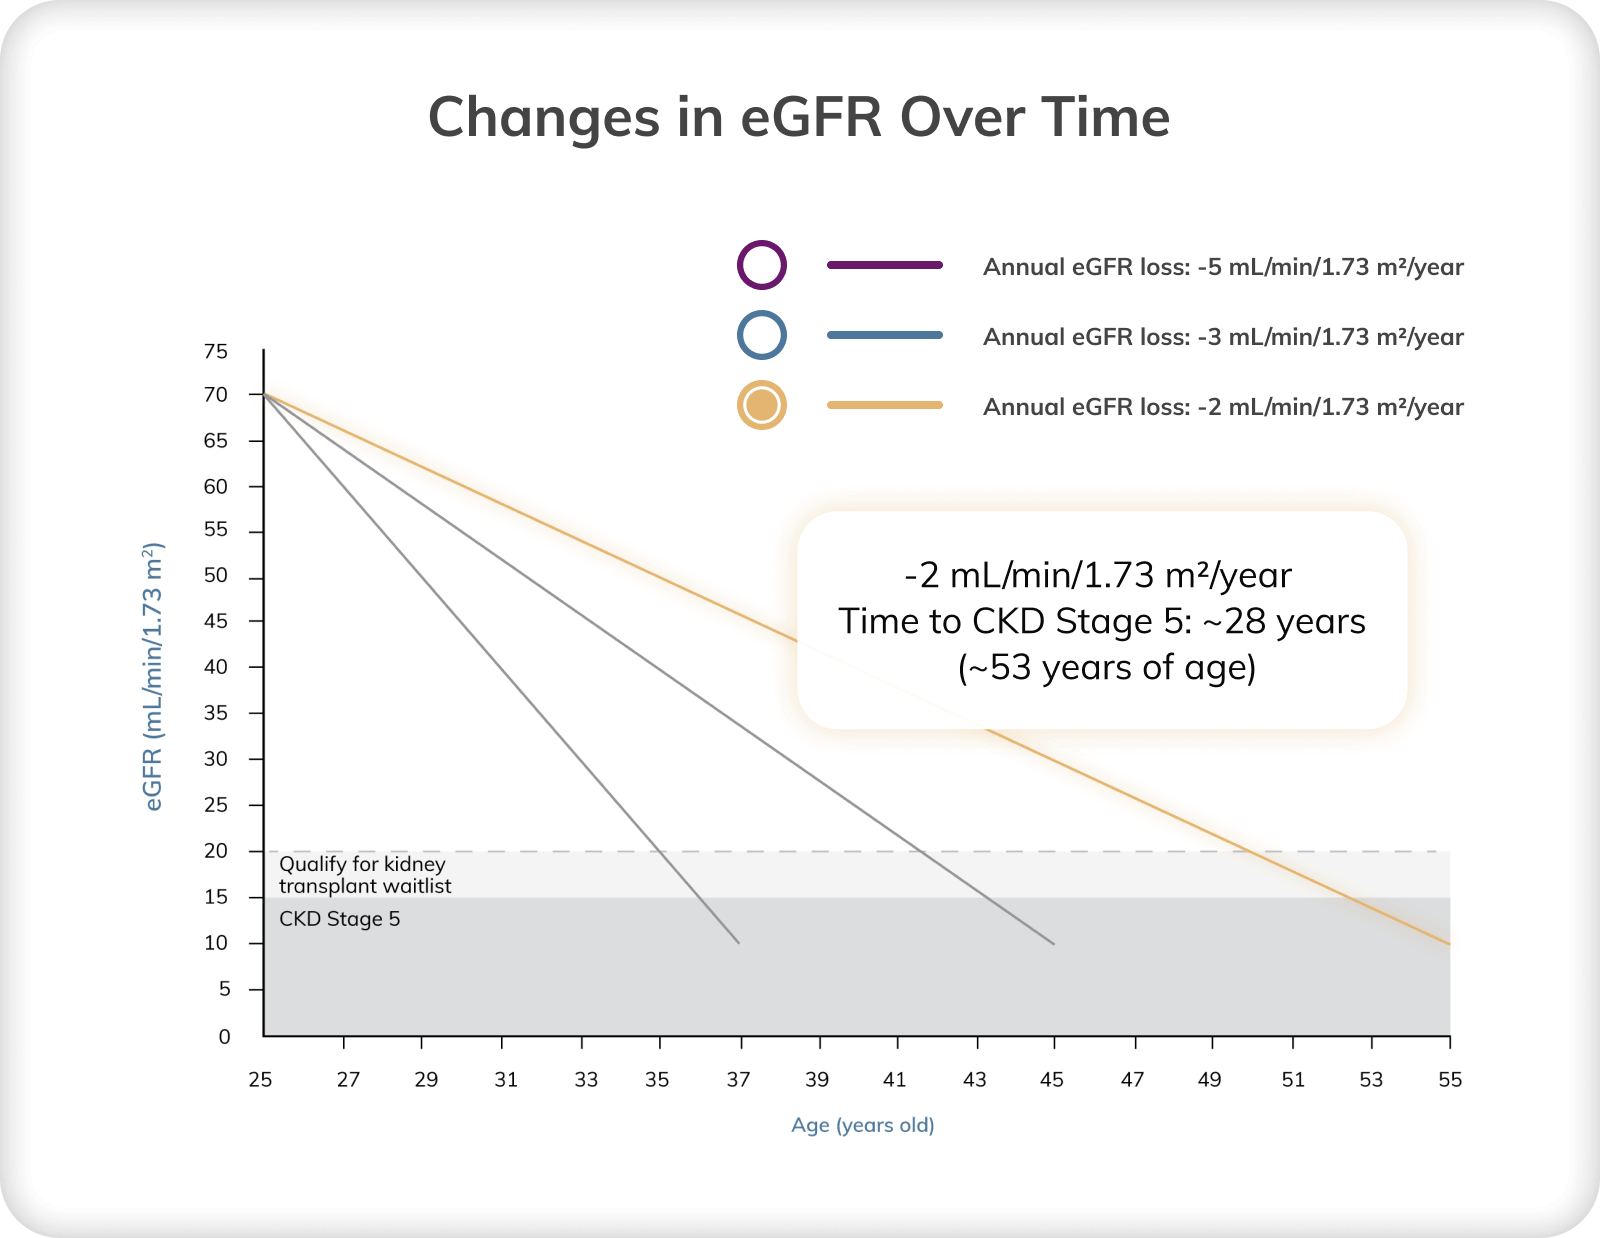 Changes in eGFR Over Time
Annual eGFR loss: -5 mL/min/1.73 m²/year
Annual eGFR loss: -3 mL/min/1.73 m²/year
Annual eGFR loss: -2 mL/min/1.73 m²/year
eGFR (mL/min/1.73 m²)
75
70
65
60
55
50
45
40
35
30
25
20
15
10
5
0
-2 mL/min/1.73 m²/year
Time to CKD Stage 5: ~28 years
(~53 years of age)
Qualify for kidney
transplant waitlist
CKD Stage 5
25 27 29 31 33 35 37 39 41 43 45 47 49 51 53 55
Age (years old)